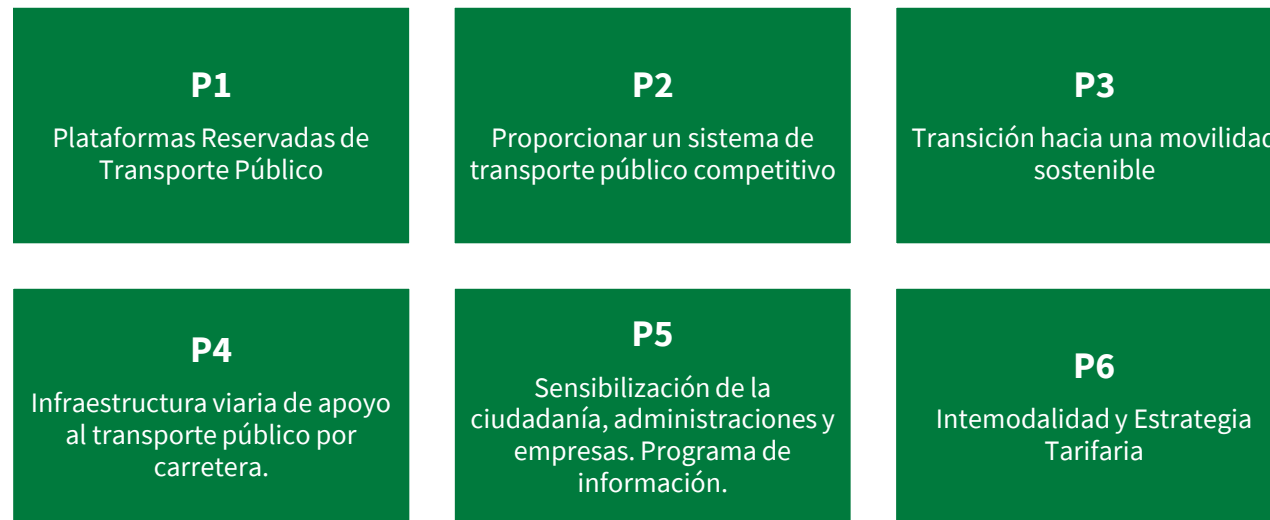 P1
Plataformas Reservadas de
Transporte Público
P2
Proporcionar un sistema de
transporte público competitivo
P3
Transición hacia una movilidad
sostenible
P4
Infraestructura viaria de apoyo
al transporte público por
carretera.
P5
Sensibilización de la
ciudadanía, administraciones y
empresas. Programa de
información.
P6
Intemodalidad y Estrategia
Tarifaria